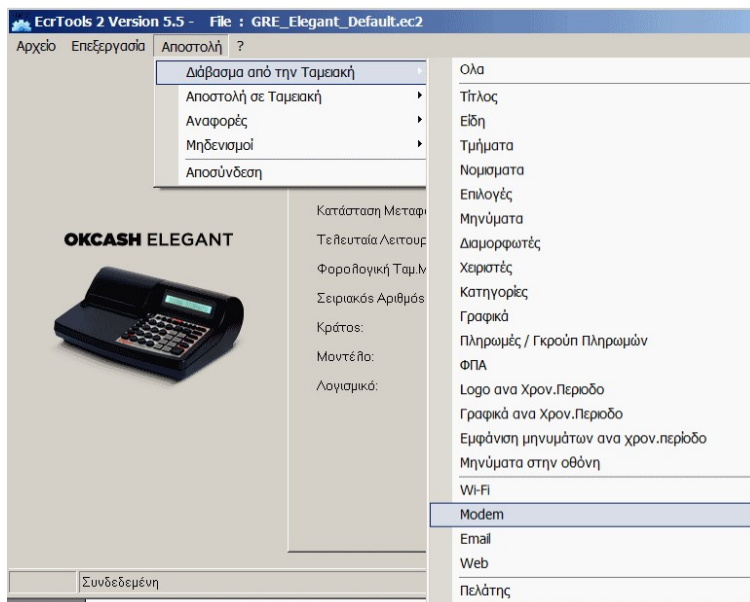 EcrTools 2 Version 5.5 - File : GRE_Elegant_Default.ec2
Αρχείο Επεξεργασία Αποστολή ?
Διάβασμα από την Ταμειακή
Αποστολή σε Ταμειακή
Αναφορές
Μηδενισμοί
Αποσύνδεση
Ολα
Τίτλος
Είδη
Τμήματα
Νομισματα
Επιλογές
Μηνύματα
Διαμορφωτές
Χειριστές
Κατηγορίες
Γραφικά
Πληρωμές / Γκρούπ Πληρωμών
ΦΠΑ
Logo ανα Χρον.Περιοδο
Γραφικά ανα Χρον.Περιοδο
Εμφάνιση μηνυμάτων ανα χρον.περίοδο
Μηνύματα στην οθόνη
Wi-Fi
Modem
Email
Web
Πελάτης
OKCASH ELEGANT
Κατάσταση
Τελευταία
Φορολογική
Σειριακός Αριθμός
Κράτος:
Μοντέλο:
Λογισμικό:
Συνδεδεμένη